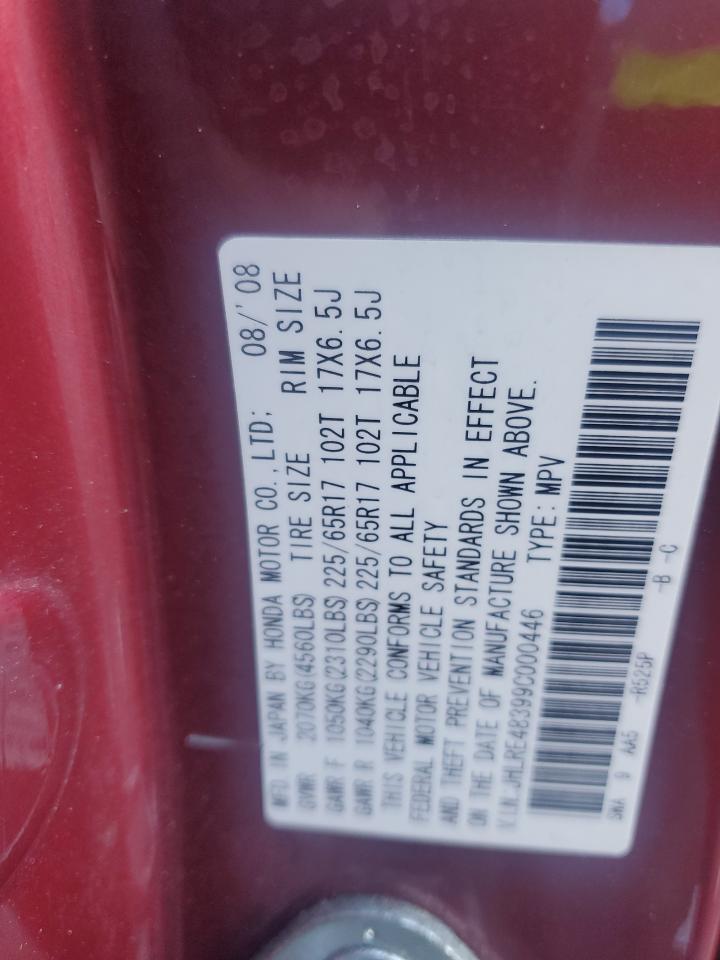 MFD. IN JAPAN BY HONDA MOTOR CO.,LTD; 08/'08
GVWR 2070KG(4560LBS) TIRE SIZE RIM SIZE
GAWR F 1050KG(2310LBS) 225/65R17 102T 17X6.5J
GAWR R 1040KG(2290LBS) 225/65R17 102T 17X6.5J
THIS VEHICLE CONFORMS TO ALL APPLICABLE
FEDERAL MOTOR VEHICLE SAFETY
AND THEFT PREVENTION STANDARDS IN EFFECT
ON THE DATE OF MANUFACTURE SHOWN ABOVE.
V.I.N:JHLRE48399C000446 TYPE: MPV
SWA 9 AA5 -R525P -B -C